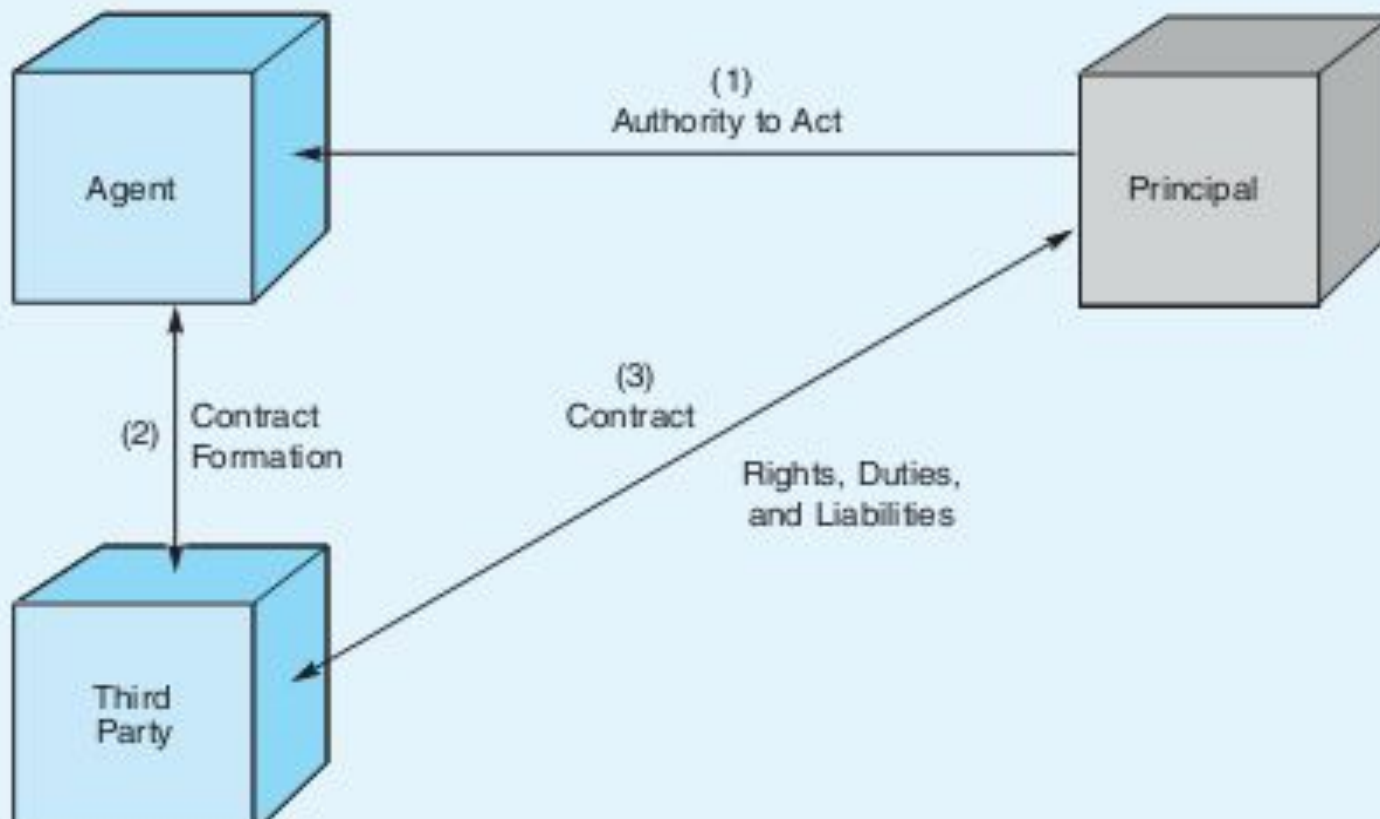 (1)
Authority to Act
Agent
Principal
(2)
Contract
Formation
(3)
Contract
Rights, Duties,
and Liabilities
Third
Party